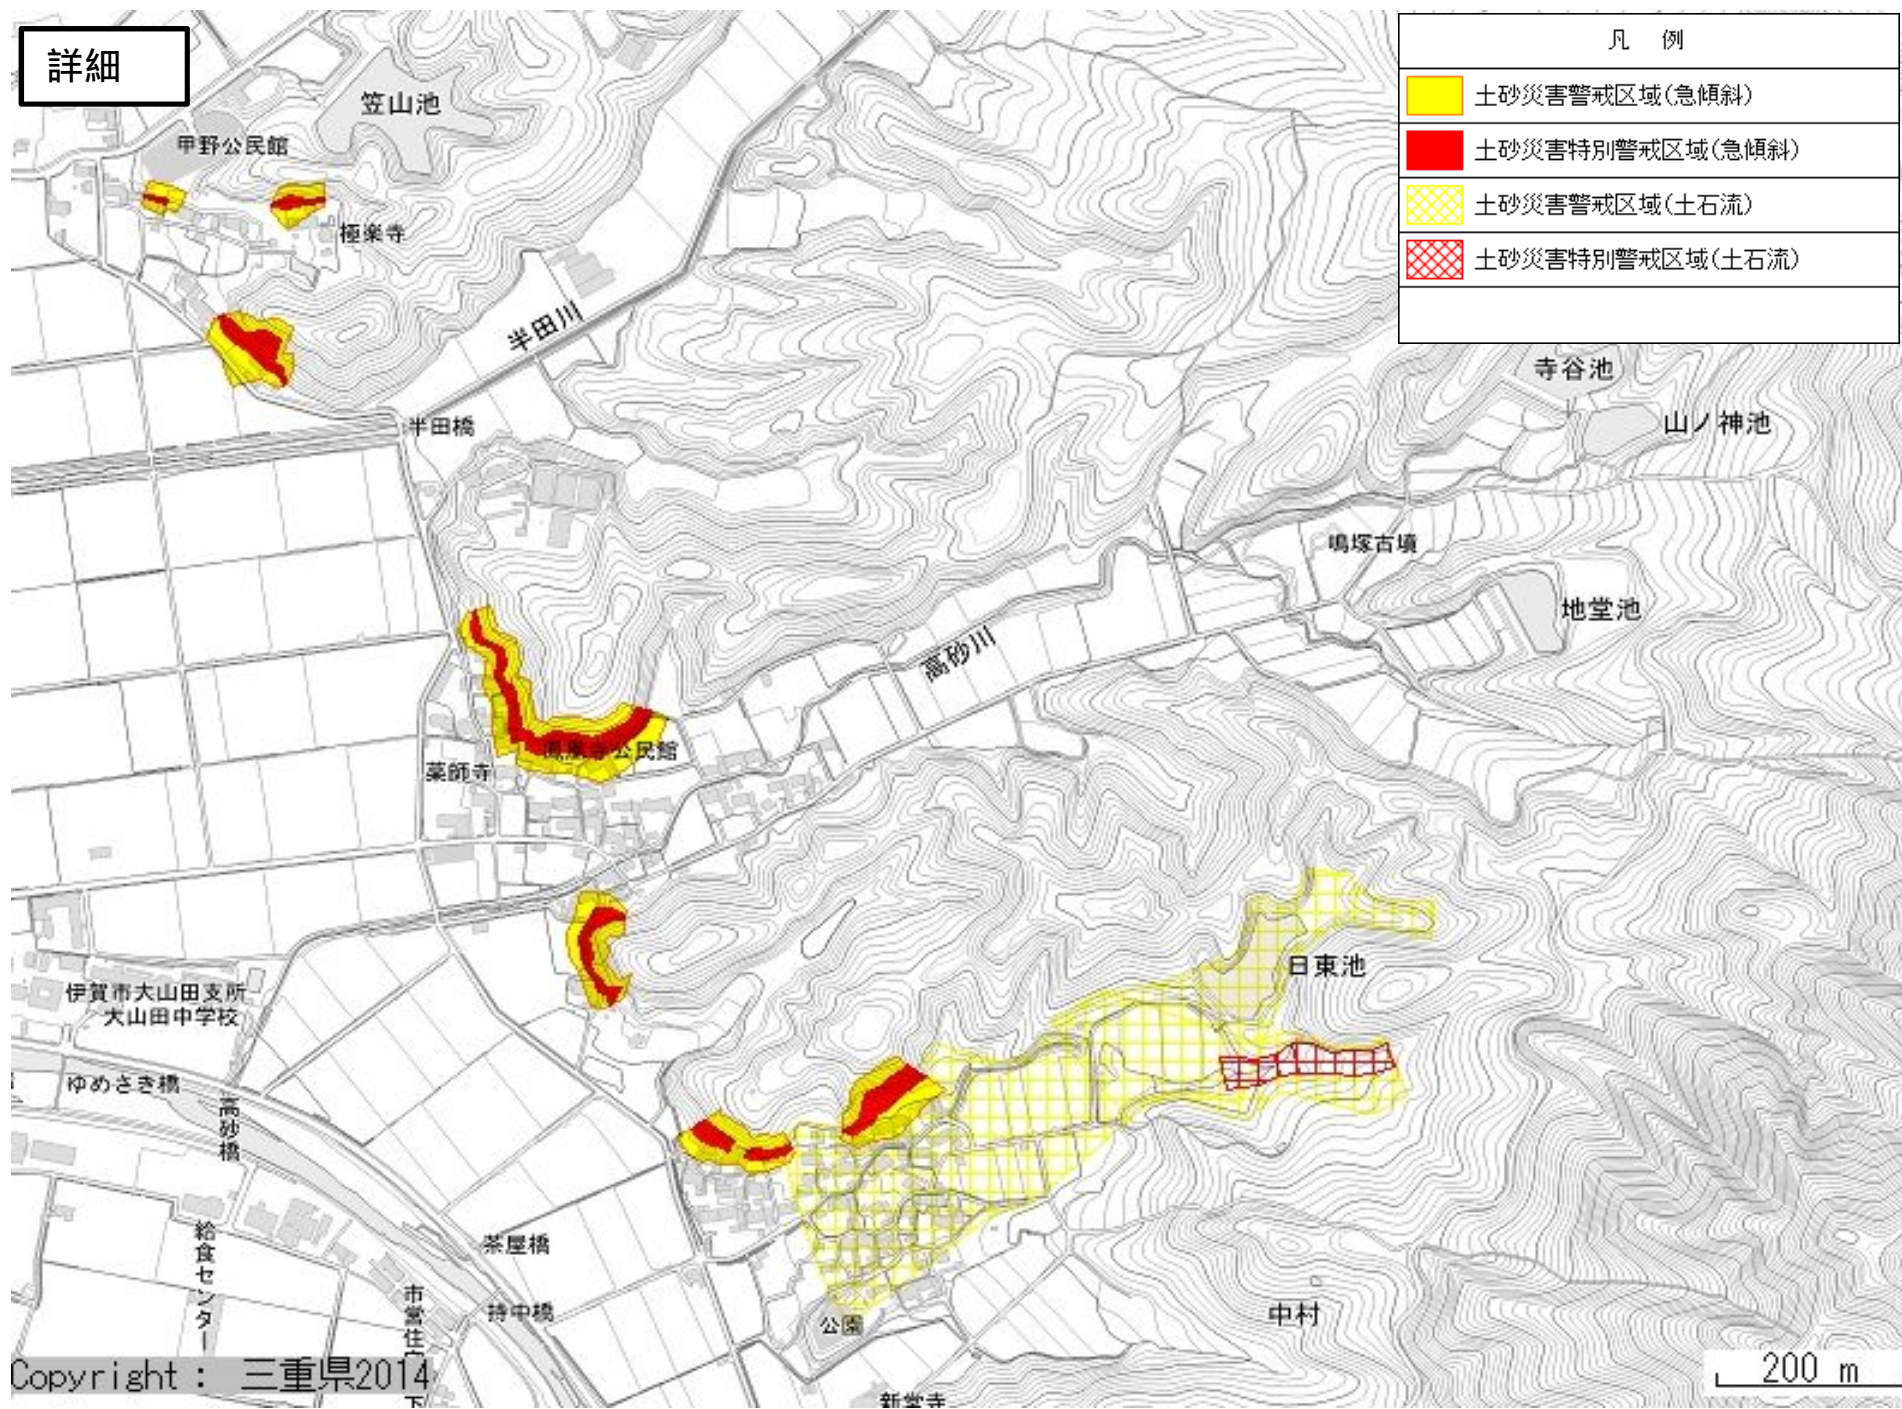 詳細
凡 例
土砂災害警戒区域(急傾斜)
土砂災害特別警戒区域(急傾斜)
土砂災害警戒区域(土石流)
土砂災害特別警戒区域(土石流)
笠山池
甲野公民館
極楽寺
半田川
寺谷池
山ノ神池
半田橋
鳴塚古墳
地堂池
高砂川
鳳凰寺公民館
薬師寺
日東池
伊賀市大山田支所
大山田中学校
ゆめさき橋
高砂橋
給食センター
茶屋橋
市営住
持中橋
公園
中村
Copyright : 三重県2014
200 m
新常寺